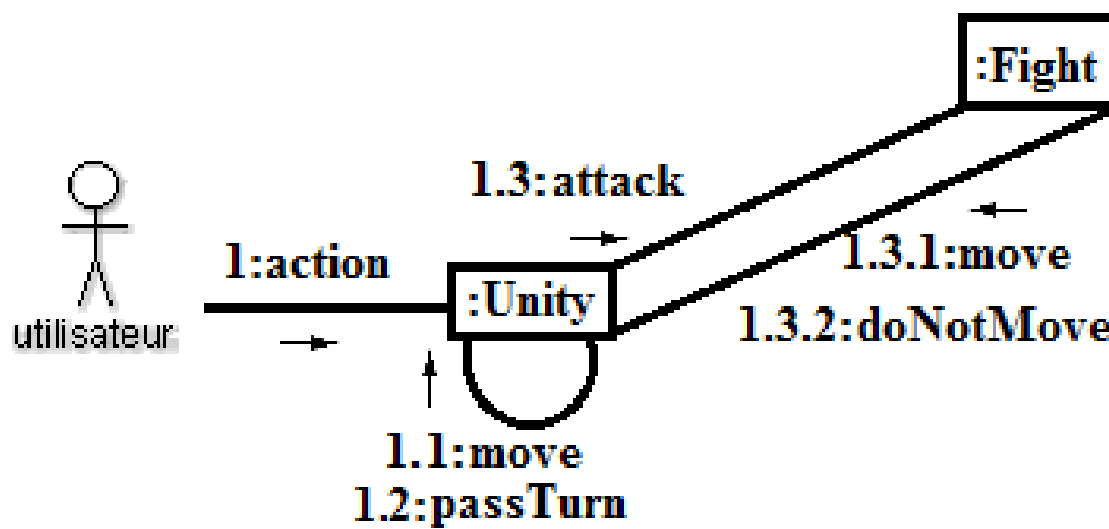 :Fight
1.3:attack
1:action
1.3.1:move
:Unity
1.3.2:doNotMove
utilisateur
1.1:move
1.2:passTurn